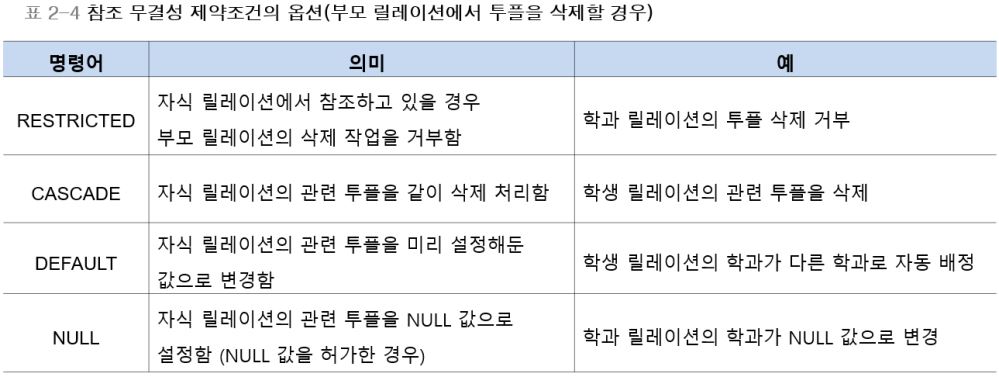 표 2-4 참조 무결성 제약조건의 옵션(부모 릴레이션에서 투플을 삭제할 경우)
명령어 의미 예
RESTRICTED
자식 릴레이션에서 참조하고 있을 경우
부모 릴레이션의 삭제 작업을 거부함
학과 릴레이션의 투플 삭제 거부
CASCADE
자식 릴레이션의 관련 투플을 같이 삭제 처리함
학생 릴레이션의 관련 투플을 삭제
DEFAULT
자식 릴레이션의 관련 투플을 미리 설정해둔
값으로 변경함
학생 릴레이션의 학과가 다른 학과로 자동 배정
NULL
자식 릴레이션의 관련 투플을 NULL 값으로
설정함 (NULL 값을 허가한 경우)
학과 릴레이션의 학과가 NULL 값으로 변경